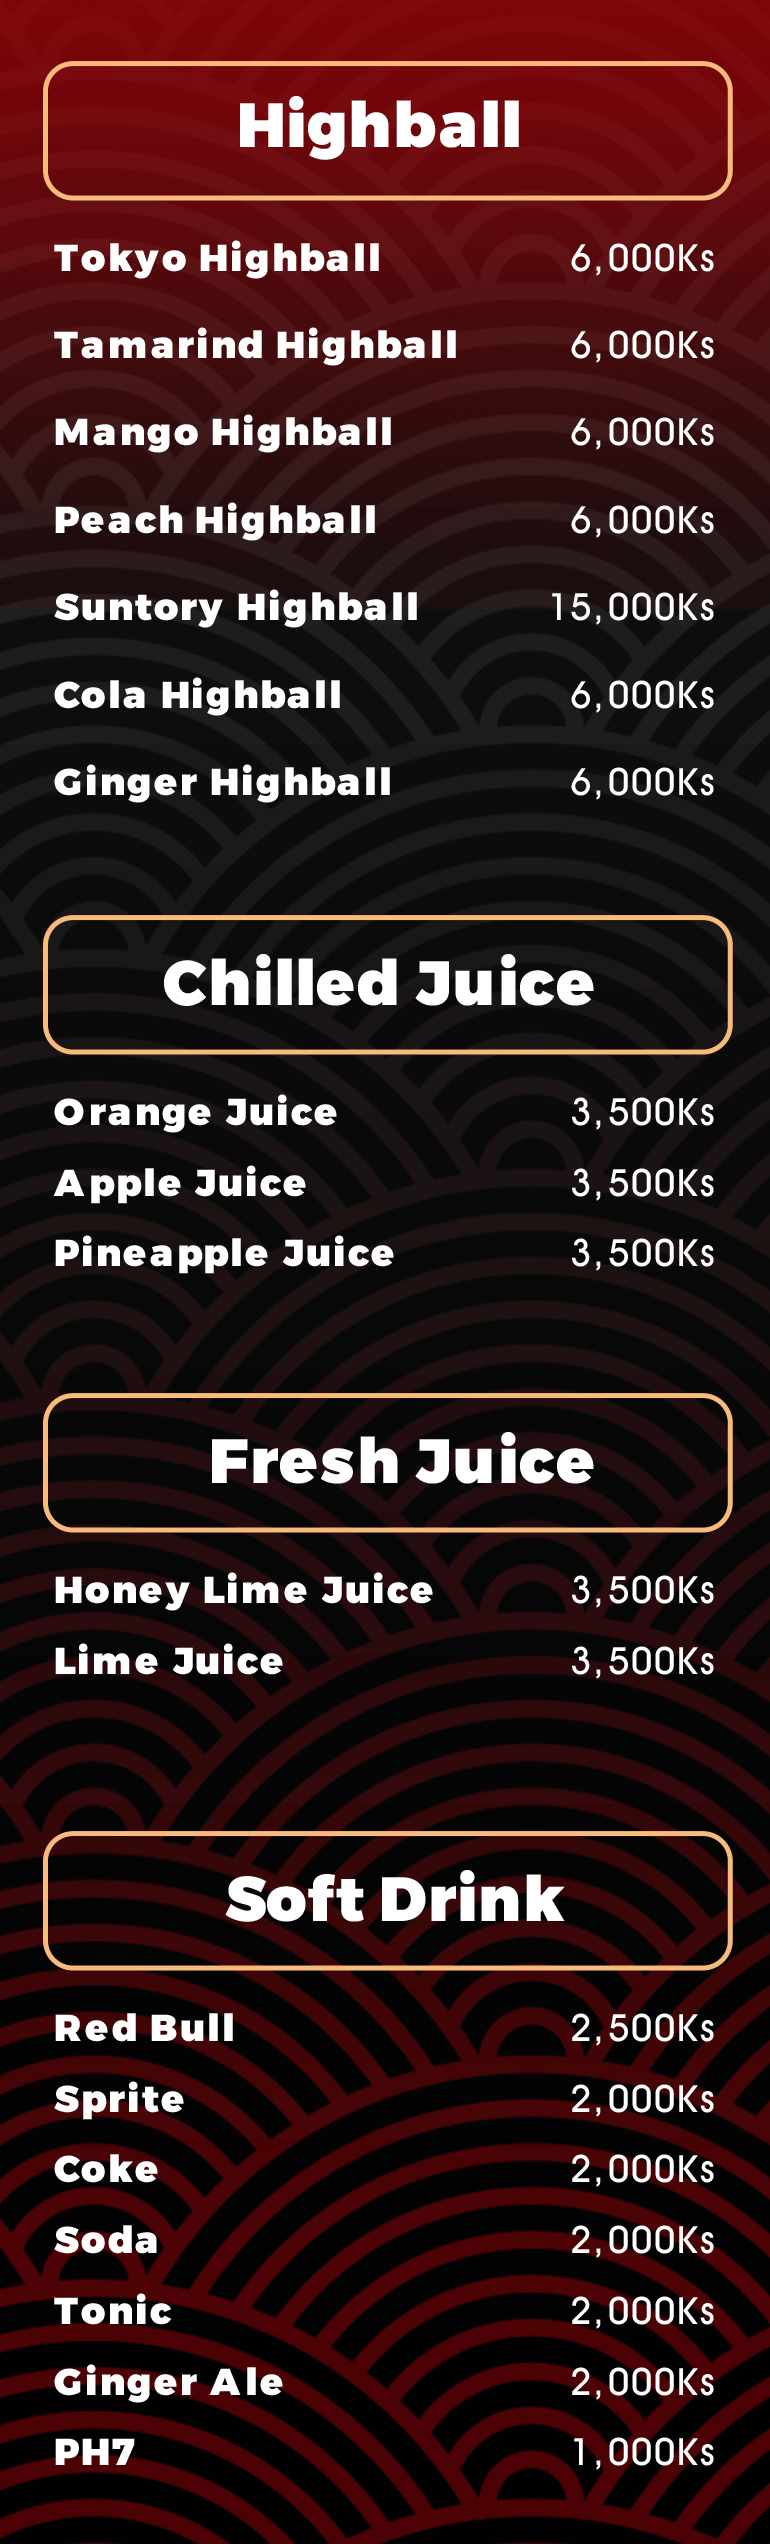 Highball
Tokyo Highball 6,000Ks
Tamarind Highball 6,000Ks
Mango Highball 6,000Ks
Peach Highball 6,000Ks
Suntory Highball 15,000Ks
Cola Highball 6,000Ks
Ginger Highball 6,000Ks
Chilled Juice
Orange Juice 3,500Ks
Apple Juice 3,500Ks
Pineapple Juice 3,500Ks
Fresh Juice
Honey Lime Juice 3,500Ks
Lime Juice 3,500Ks
Soft Drink
Red Bull 2,500Ks
Sprite 2,000Ks
Coke 2,000Ks
Soda 2,000Ks
Tonic 2,000Ks
Ginger Ale 2,000Ks
PH7 1,000Ks